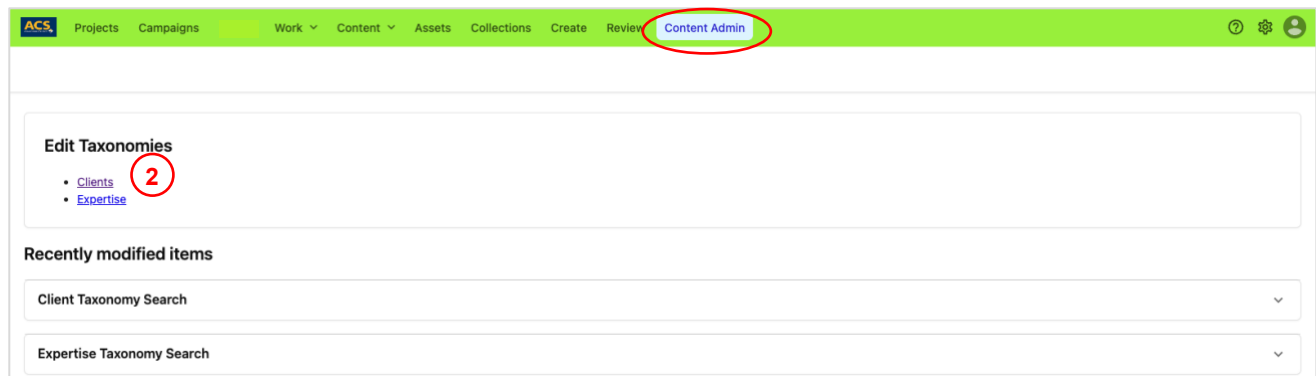 ACS Projects Campaigns Work Content Assets Collections Create Review Content Admin
Edit Taxonomies
• Clients
2
• Expertise
Recently modified items
Client Taxonomy Search
Expertise Taxonomy Search